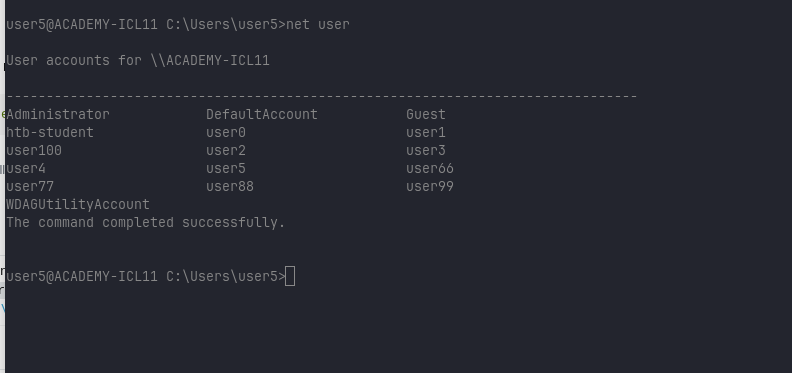 user5@ACADEMY-ICL11 C:\Users\user5>net user
User accounts for \\ACADEMY-ICL11
-------------------------------------------------------------------------------
Administrator            DefaultAccount           Guest
htb-student              user0                    user1
user100                  user2                    user3
user4                    user5                    user66
user77                   user88                   user99
WDAGUtilityAccount
The command completed successfully.
user5@ACADEMY-ICL11 C:\Users\user5>